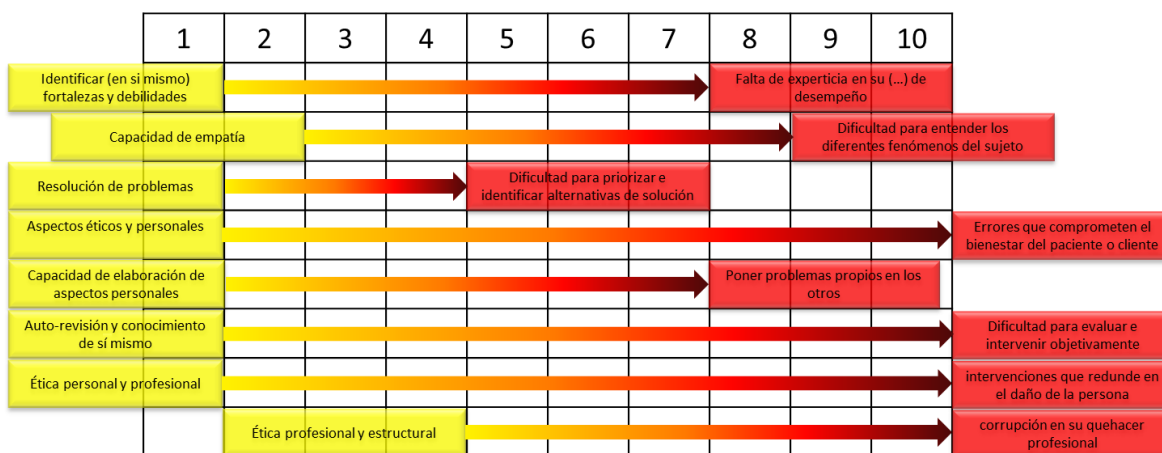 1 2 3 4 5 6 7 8 9 10
Identificar (en si mismo)
fortalezas y debilidades
Falta de experticia en su (...) de
desempeño
Capacidad de empatía
Dificultad para entender los
diferentes fenómenos del sujeto
Resolución de problemas
Dificultad para priorizar e
identificar alternativas de solución
Aspectos éticos y personales
Errores que comprometen el
bienestar del paciente o cliente
Capacidad de elaboración de
aspectos personales
Poner problemas propios en los
otros
Auto-revisión y conocimiento
de sí mismo
Dificultad para evaluar e
intervenir objetivamente
Ética personal y profesional
intervenciones que redunde en
el daño de la persona
Ética profesional y estructural
corrupción en su quehacer
profesional